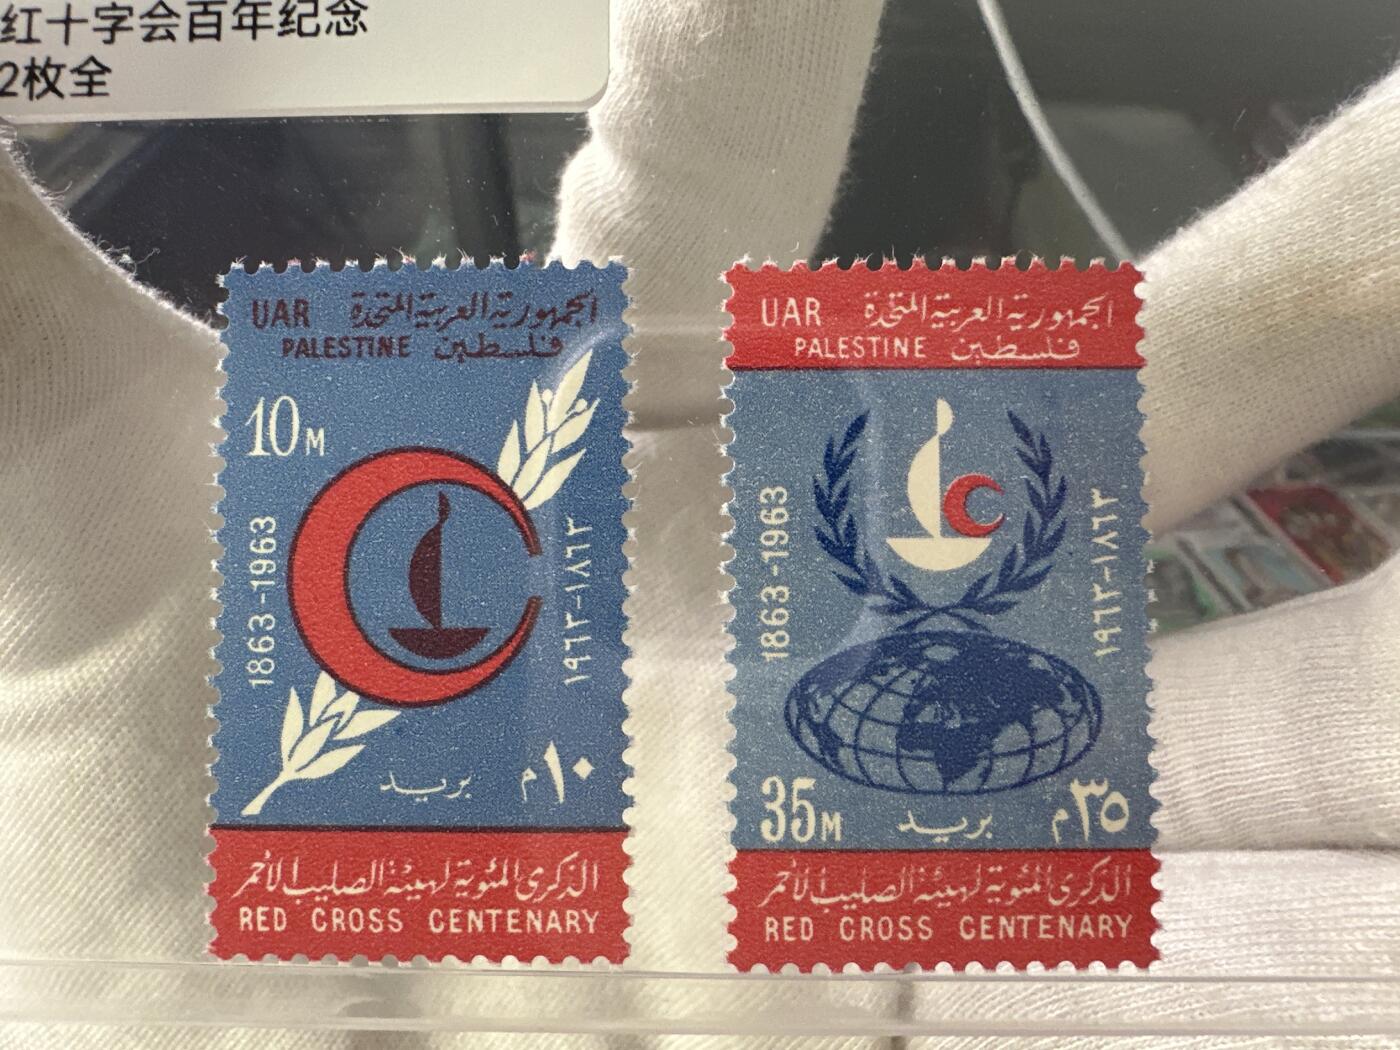 红十字会百年纪念
2枚全
UAR الجمهورية العربية المتحدة
PALESTINE فلسطين
10M
1863-1963
١٩٦٣-١٨٦٣
بريد
١٠م
الذكرى المئوية لهيئة الصليب الأحمر
RED CROSS CENTENARY
UAR الجمهورية العربية المتحدة
PALESTINE فلسطين
1863-1963
١٩٦٣-١٨٦٣
35M
بريد
٣٥م
الذكرى المئوية لهيئة الصليب الأحمر
RED CROSS CENTENARY